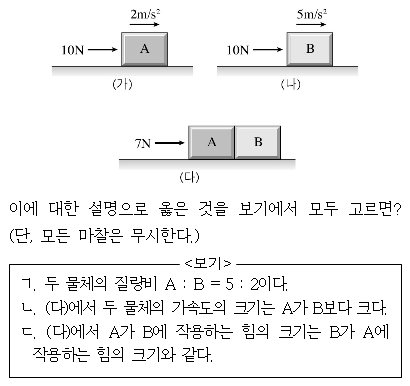 2m/s²
10N
A
(가)
5m/s²
10N
B
(나)
7N
A
B
(다)
이에 대한 설명으로 옳은 것을 보기에서 모두 고르면?
(단, 모든 마찰은 무시한다.)
<보기>
ㄱ. 두 물체의 질량비 A : B = 5 : 2이다.
ㄴ. (다)에서 두 물체의 가속도의 크기는 A가 B보다 크다.
ㄷ. (다)에서 A가 B에 작용하는 힘의 크기는 B가 A에
작용하는 힘의 크기와 같다.